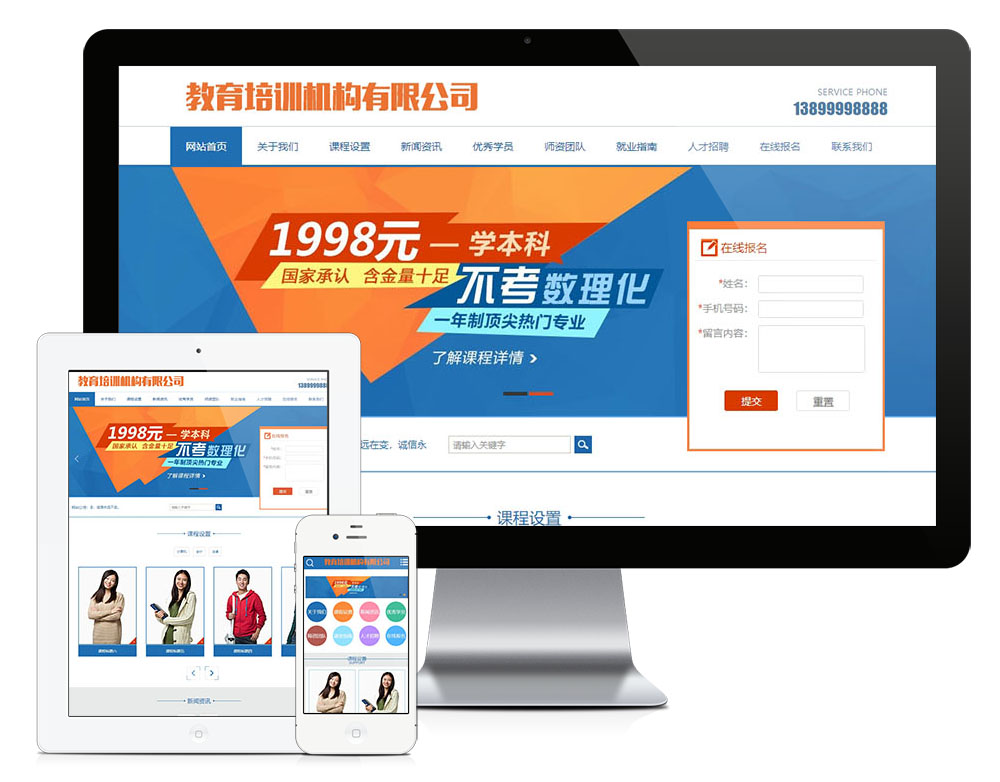 教育培训机构有限公司
SERVICE PHONE
13899998888
网站首页 关于我们 课程设置 新闻资讯 优秀学员 师资团队 就业指南 人才招聘 在线报名 联系我们
1998元 — 学本科
国家承认 含金量十足
不考数理化
一年制顶尖热门专业
了解课程详情 >
在线报名
*姓名:
*手机号码:
*留言内容:
提交 重置
远在变，诚信永
请输入关键字
课程设置
教育培训机构有限公司
1998元 — 学本科
国家承认 含金量十足
不考数理化
一年制顶尖热门专业
了解课程详情 >
在线报名
课程设置
新闻资讯
教育培训机构有限公司
关于我们 课程设置 新闻资讯 优秀学员
师资团队 就业指南 人才招聘 在线报名
课程设置